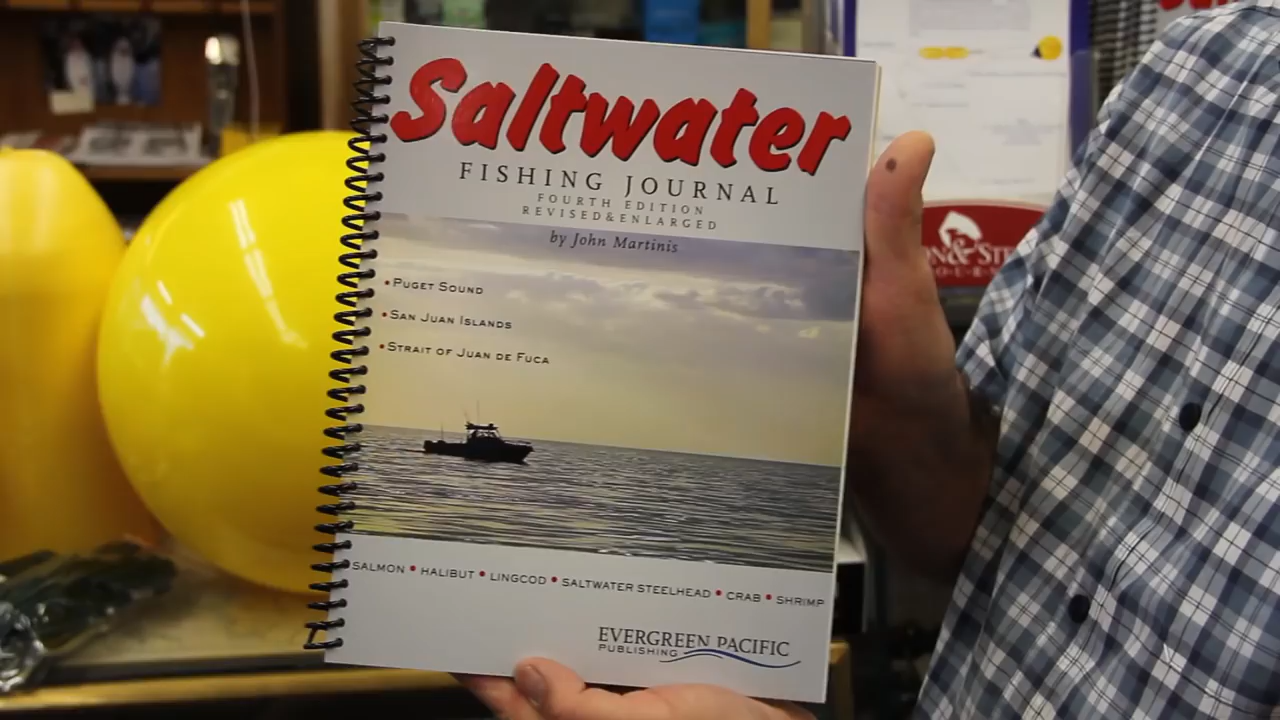 Saltwater
FISHING JOURNAL
FOURTH EDITION
REVISED & ENLARGED
by John Martinis
• PUGET SOUND
• SAN JUAN ISLANDS
• STRAIT OF JUAN DE FUCA
SALMON • HALIBUT • LINGCOD • SALTWATER STEELHEAD • CRAB • SHRIMP
EVERGREEN PACIFIC
PUBLISHING